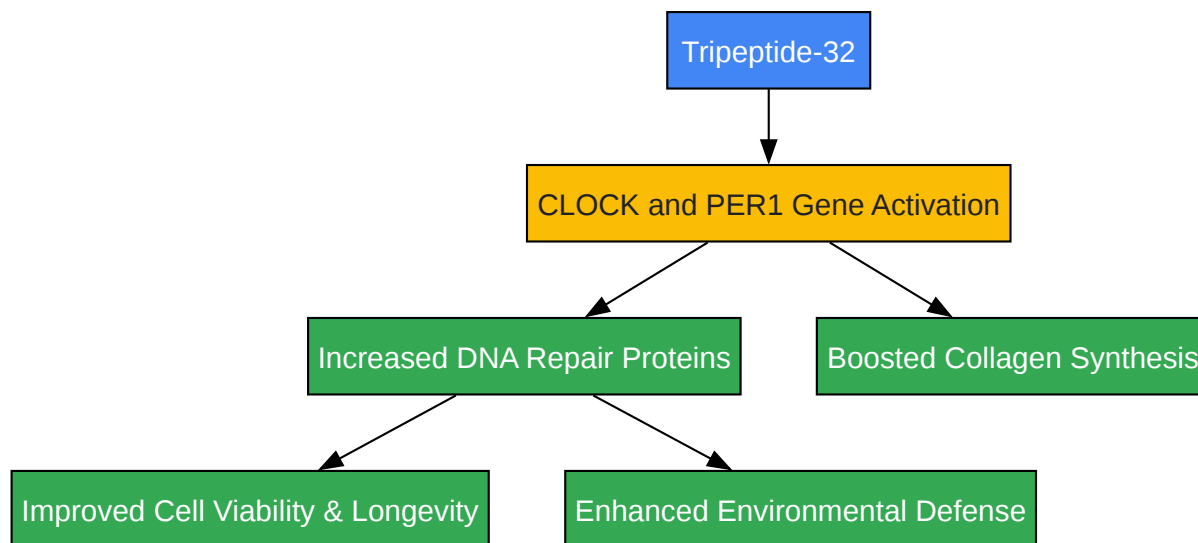 Tripeptide-32
CLOCK and PER1 Gene Activation
Increased DNA Repair Proteins
Boosted Collagen Synthesis
Improved Cell Viability & Longevity
Enhanced Environmental Defense